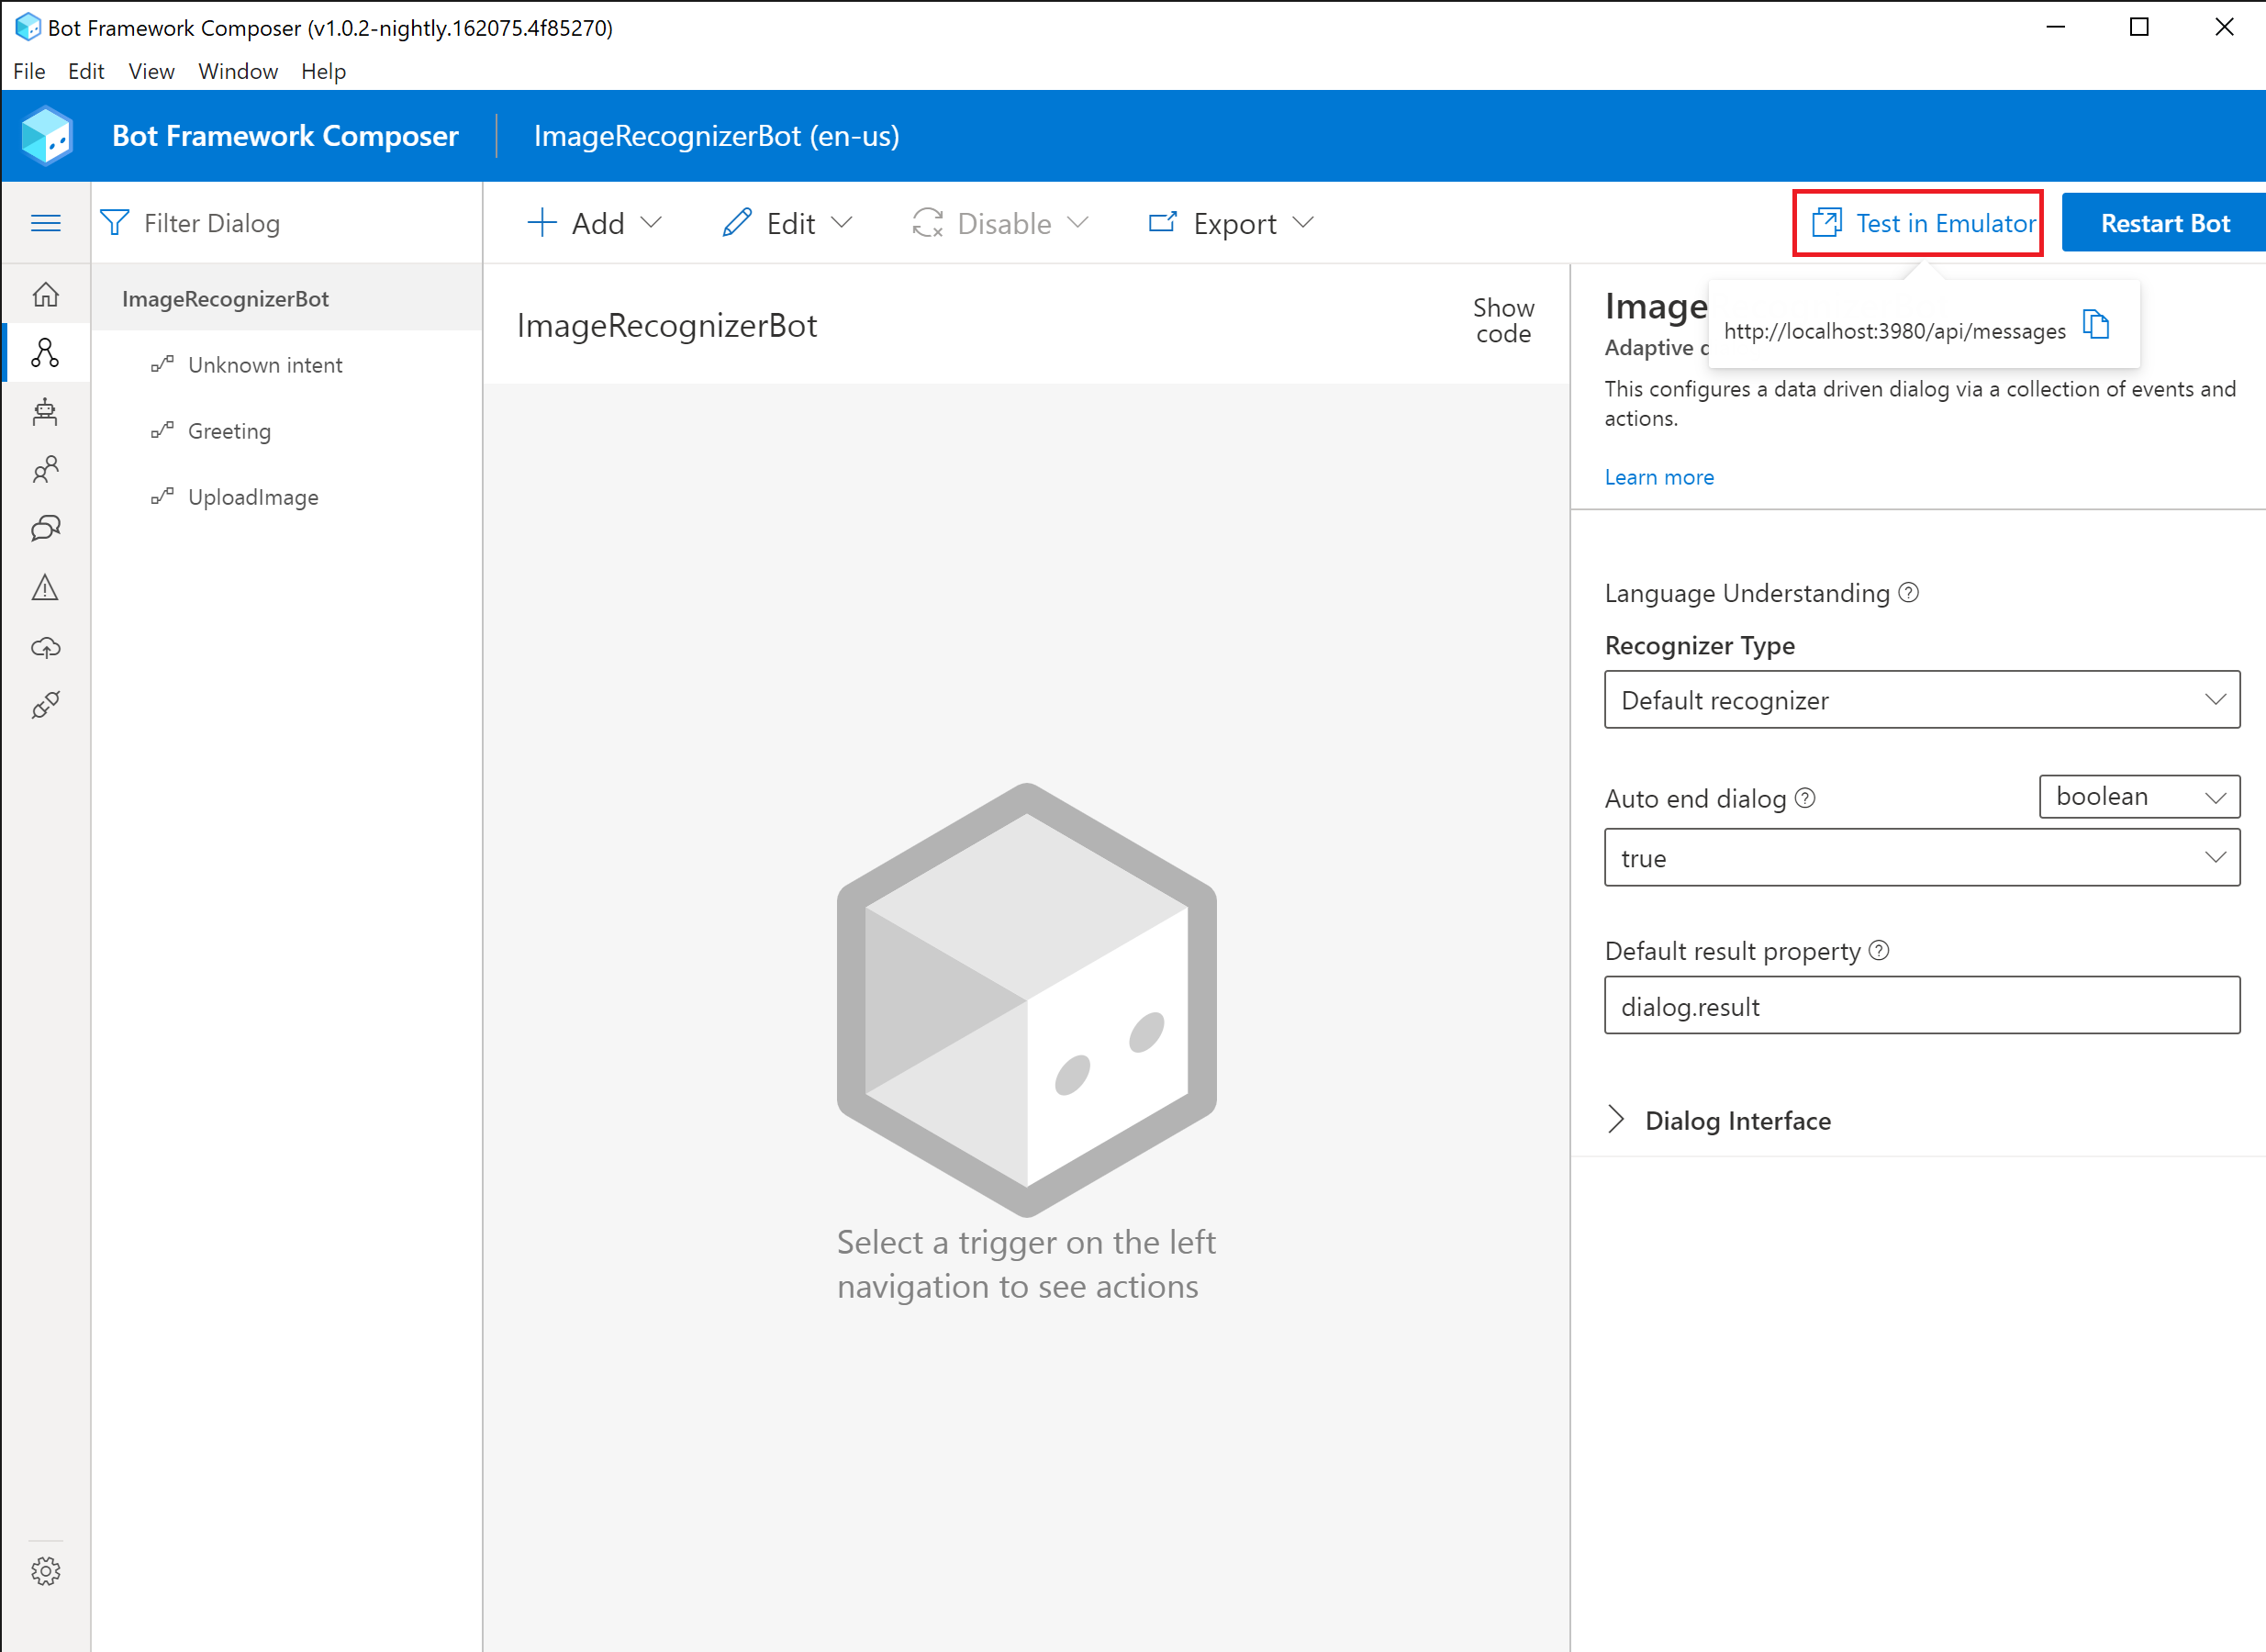 Bot Framework Composer (v1.0.2-nightly.162075.4f85270)
File Edit View Window Help
Bot Framework Composer ImageRecognizerBot (en-us)
Filter Dialog
Add Edit Disable Export
Test in Emulator Restart Bot
http://localhost:3980/api/messages
ImageRecognizerBot
Unknown intent
Greeting
UploadImage
ImageRecognizerBot
Show
code
Select a trigger on the left
navigation to see actions
Image
Adaptive
This configures a data driven dialog via a collection of events and
actions.
Learn more
Language Understanding
Recognizer Type
Default recognizer
Auto end dialog
boolean
true
Default result property
dialog.result
Dialog Interface